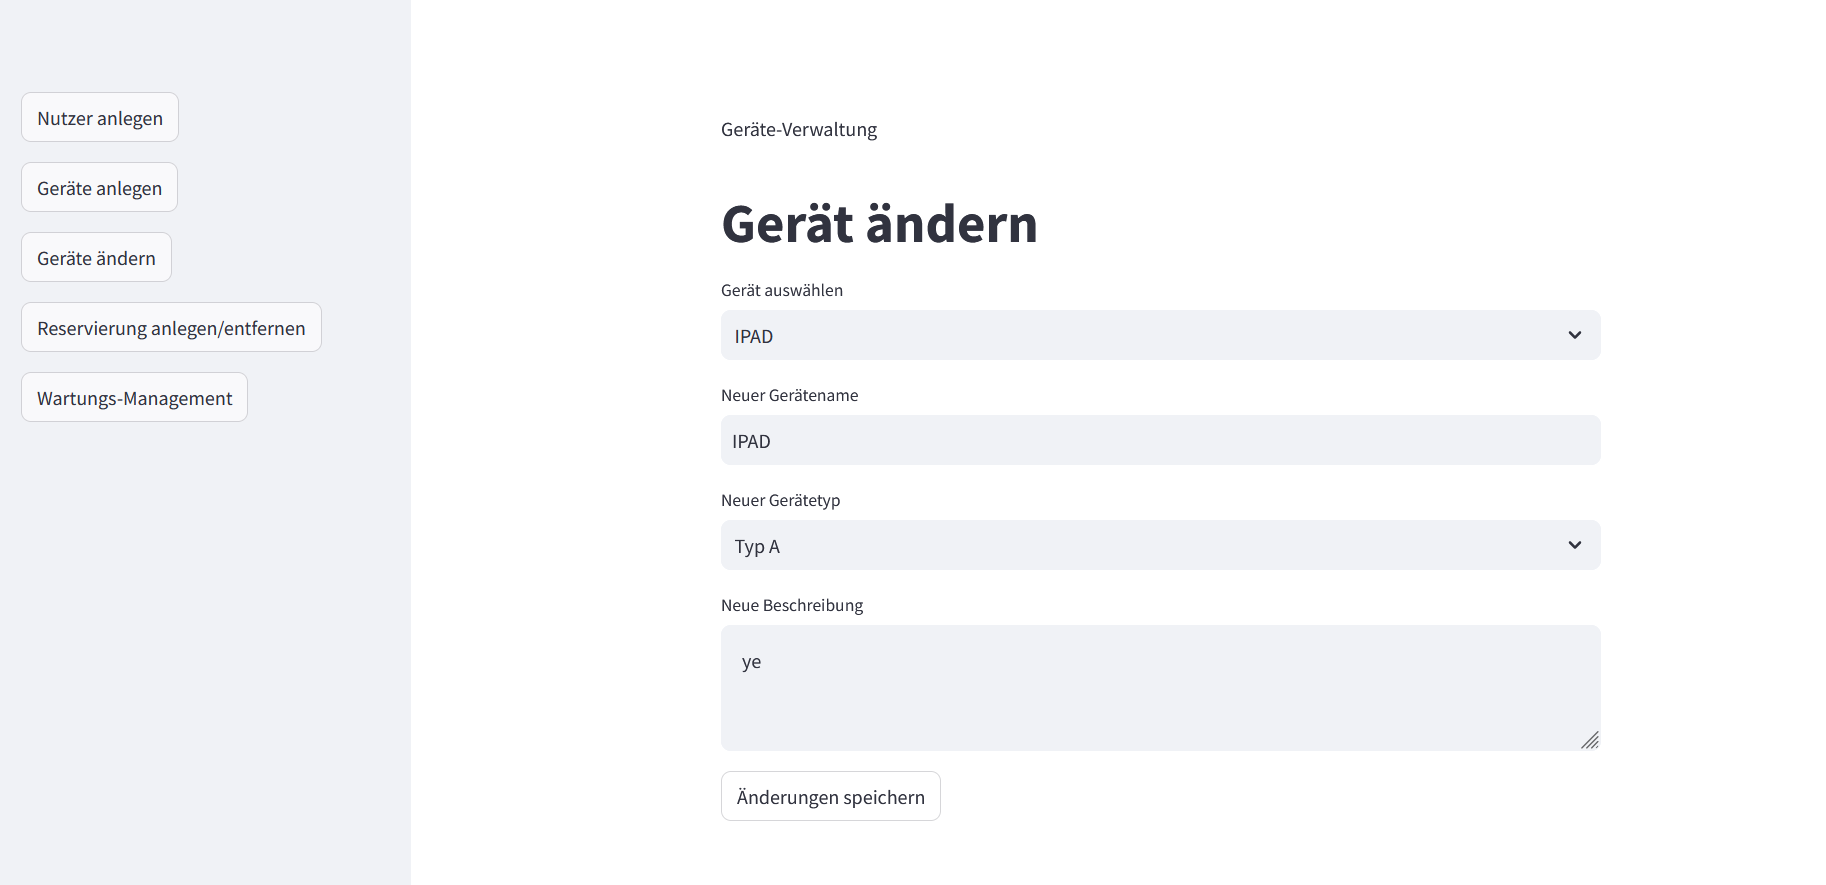 Nutzer anlegen
Geräte anlegen
Geräte ändern
Reservierung anlegen/entfernen
Wartungs-Management
Geräte-Verwaltung
Gerät ändern
Gerät auswählen
IPAD
Neuer Gerätename
IPAD
Neuer Gerätetyp
Typ A
Neue Beschreibung
ye
Änderungen speichern